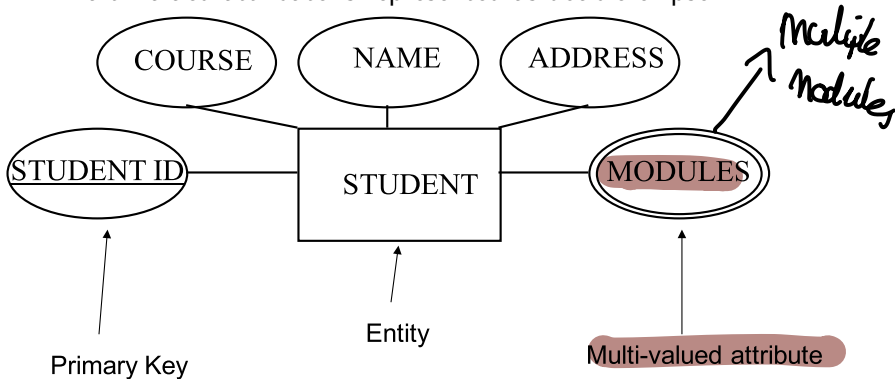 COURSE
NAME
ADDRESS
Multiple
Modules
STUDENT ID
STUDENT
MODULES
Entity
Primary Key
Multi-valued attribute